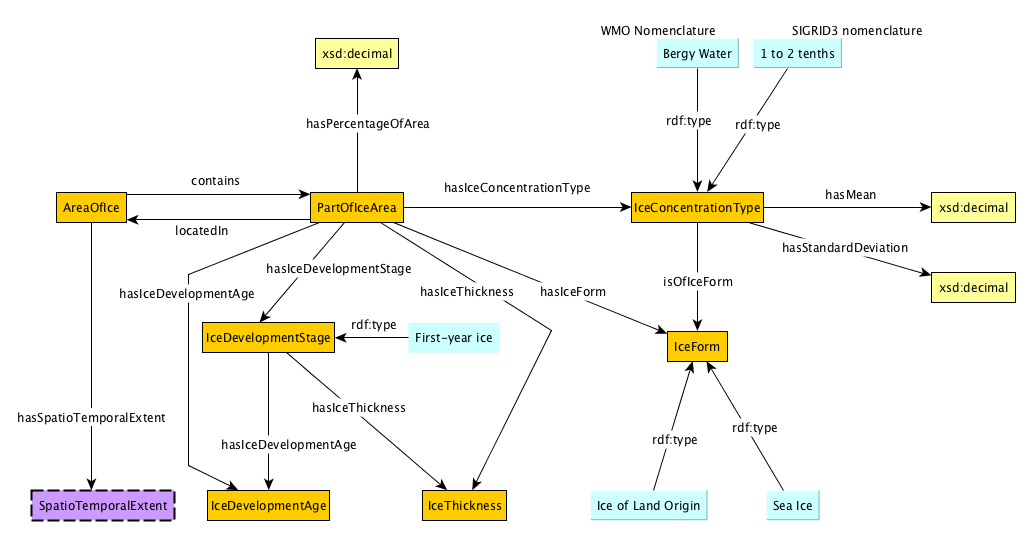 WMO Nomenclature
SIGRID3 nomenclature
xsd:decimal
Bergy Water
1 to 2 tenths
hasPercentageOfArea
rdf:type
rdf:type
contains
hasIceConcentrationType
hasMean
AreaOfIce
PartOfIceArea
IceConcentrationType
xsd:decimal
locatedIn
hasStandardDeviation
hasIceDevelopmentStage
isOfIceForm
xsd:decimal
hasIceDevelopmentAge
hasIceThickness
hasIceForm
rdf:type
IceDevelopmentStage
First-year ice
IceForm
hasIceThickness
hasSpatioTemporalExtent
rdf:type
rdf:type
hasIceDevelopmentAge
SpatioTemporalExtent
IceDevelopmentAge
IceThickness
Ice of Land Origin
Sea Ice